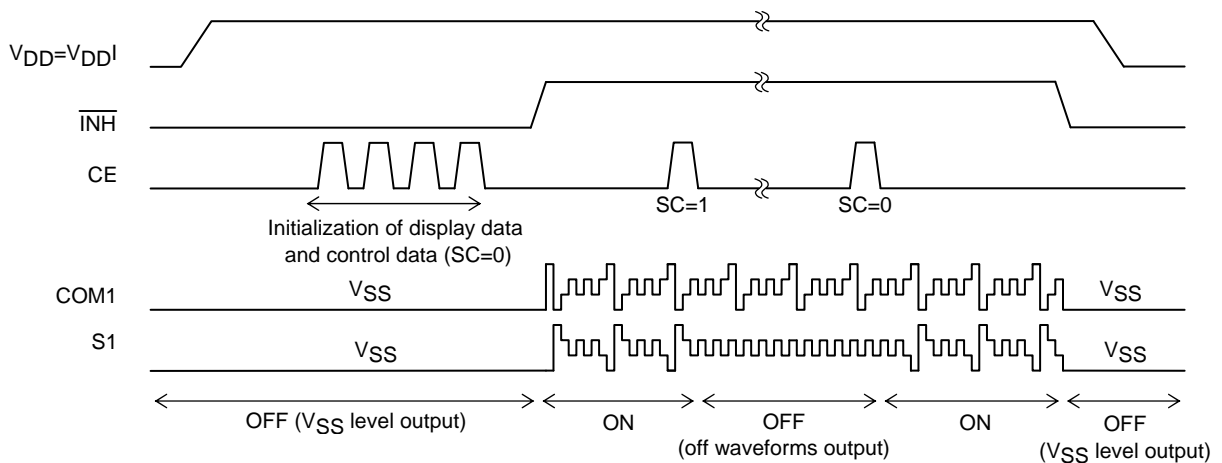 VDD=VDDI
INH
CE
SC=1
SC=0
Initialization of display data
and control data (SC=0)
COM1
VSS
VSS
S1
VSS
VSS
OFF (VSS level output)
ON
OFF
(off waveforms output)
ON
OFF
(VSS level output)